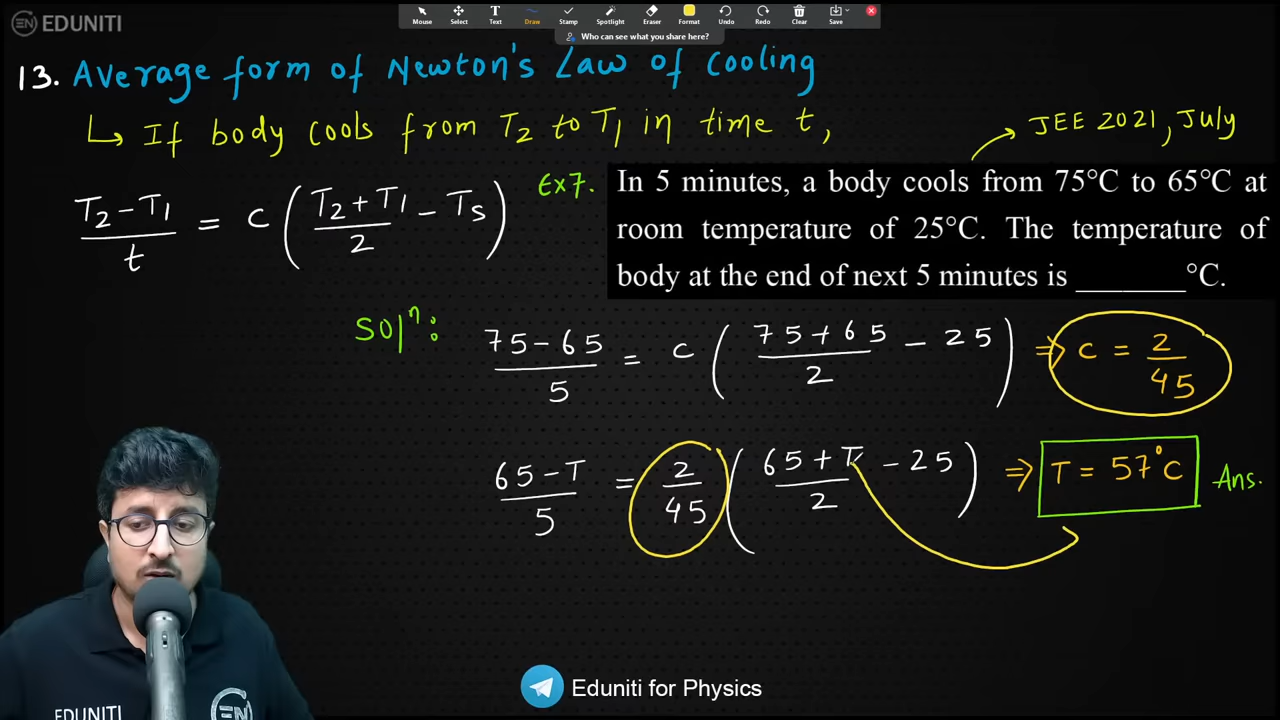 EN EDUNITI
Mouse Select Text Draw Stamp Spotlight Eraser Format Undo Redo Clear Save
Who can see what you share here?
13. Average form of Newton's Law of cooling
↳ If body cools from T₂ to T₁ in time t,
JEE 2021, July
(T₂ - T₁)/t = c ((T₂ + T₁)/2 - Ts)
Ex7.
In 5 minutes, a body cools from 75°C to 65°C at
room temperature of 25°C. The temperature of
body at the end of next 5 minutes is ________°C.
Solⁿ:
(75 - 65)/5 = c ((75 + 65)/2 - 25) ⇒ c = 2/45
(65 - T)/5 = 2/45 ((65 + T)/2 - 25) ⇒ T = 57°C Ans.
EDUNITI
EN
Eduniti for Physics